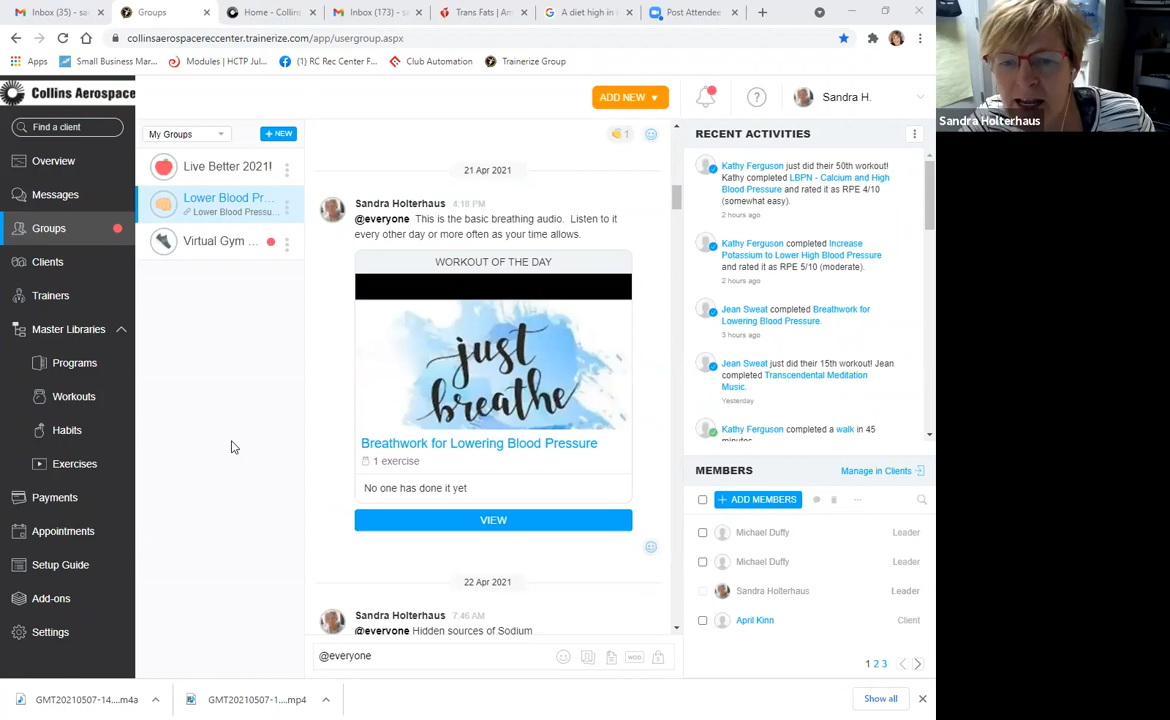 Inbox (35) - sa
Groups
Home - Collins
Inbox (173) - sa
Trans Fats | Am
A diet high in
Post Attendee
collinsaerospacereccenter.trainerize.com/app/usergroup.aspx
Apps
Small Business Mar...
Modules | HCTP Jul...
(1) RC Rec Center F...
Club Automation
Trainerize Group
Collins Aerospace
ADD NEW
Sandra H.
Sandra Holterhaus
Find a client
Overview
Messages
Groups
Clients
Trainers
Master Libraries
Programs
Workouts
Habits
Exercises
Payments
Appointments
Setup Guide
Add-ons
Settings
My Groups
+ NEW
Live Better 2021!
Lower Blood Pr...
Lower Blood Pressu...
Virtual Gym ...
1
21 Apr 2021
Sandra Holterhaus 4:18 PM
@everyone This is the basic breathing audio. Listen to it
every other day or more often as your time allows.
WORKOUT OF THE DAY
just
breathe
Breathwork for Lowering Blood Pressure
1 exercise
No one has done it yet
VIEW
22 Apr 2021
Sandra Holterhaus 7:46 AM
@everyone Hidden sources of Sodium
@everyone
WOD
RECENT ACTIVITIES
Kathy Ferguson just did their 50th workout!
Kathy completed LBPN - Calcium and High
Blood Pressure and rated it as RPE 4/10
(somewhat easy).
2 hours ago
Kathy Ferguson completed Increase
Potassium to Lower High Blood Pressure
and rated it as RPE 5/10 (moderate).
2 hours ago
Jean Sweat completed Breathwork for
Lowering Blood Pressure.
3 hours ago
Jean Sweat just did their 15th workout! Jean
completed Transcendental Meditation
Music.
Yesterday
Kathy Ferguson completed a walk in 45
minutes
MEMBERS
Manage in Clients
+ ADD MEMBERS
Michael Duffy Leader
Michael Duffy Leader
Sandra Holterhaus Leader
April Kinn Client
1 2 3
GMT20210507-14....m4a
GMT20210507-1....mp4
Show all